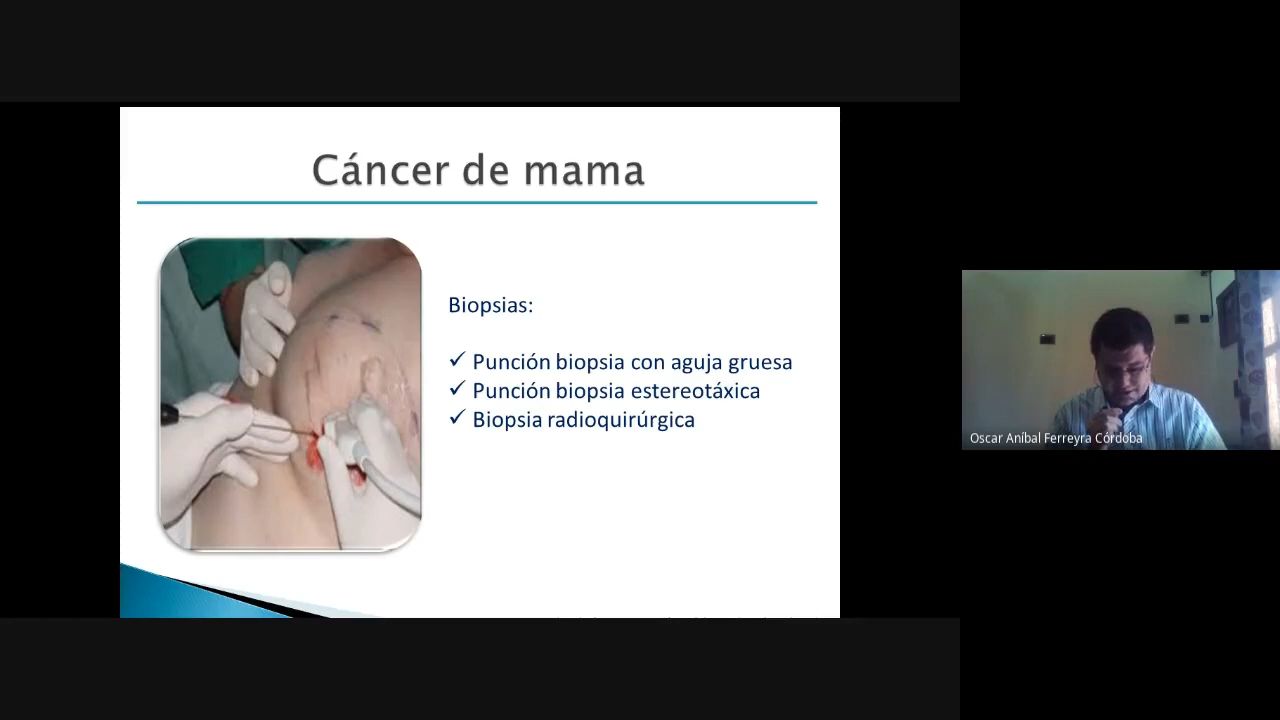 Cáncer de mama
Biopsias:
✓ Punción biopsia con aguja gruesa
✓ Punción biopsia estereotáxica
✓ Biopsia radioquirúrgica
Oscar Aníbal Ferreyra Córdoba